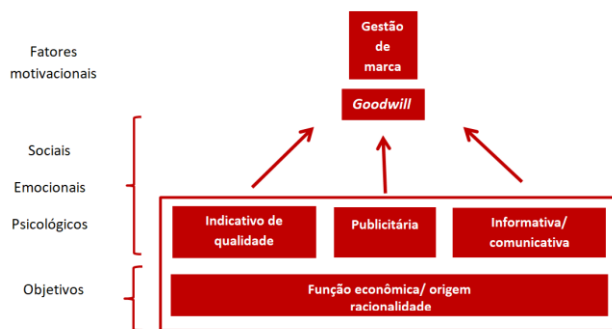 Fatores
motivacionais
Gestão
de
marca
Goodwill
Sociais
Emocionais
Psicológicos
Indicativo de
qualidade
Publicitária
Informativa/
comunicativa
Objetivos
Função econômica/ origem
racionalidade